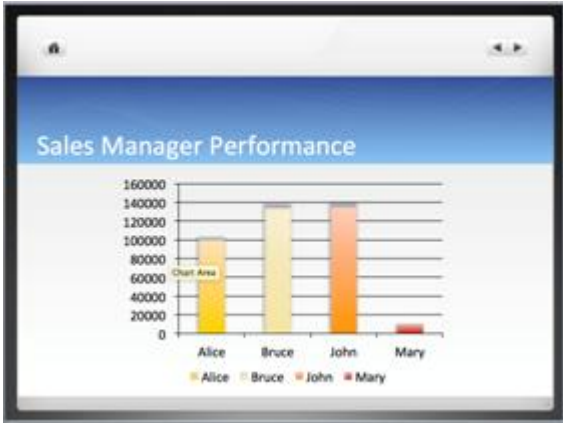 Sales Manager Performance
160000
140000
120000
100000
80000
60000
40000
20000
0
Chart Area
Alice Bruce John Mary
Alice Bruce John Mary